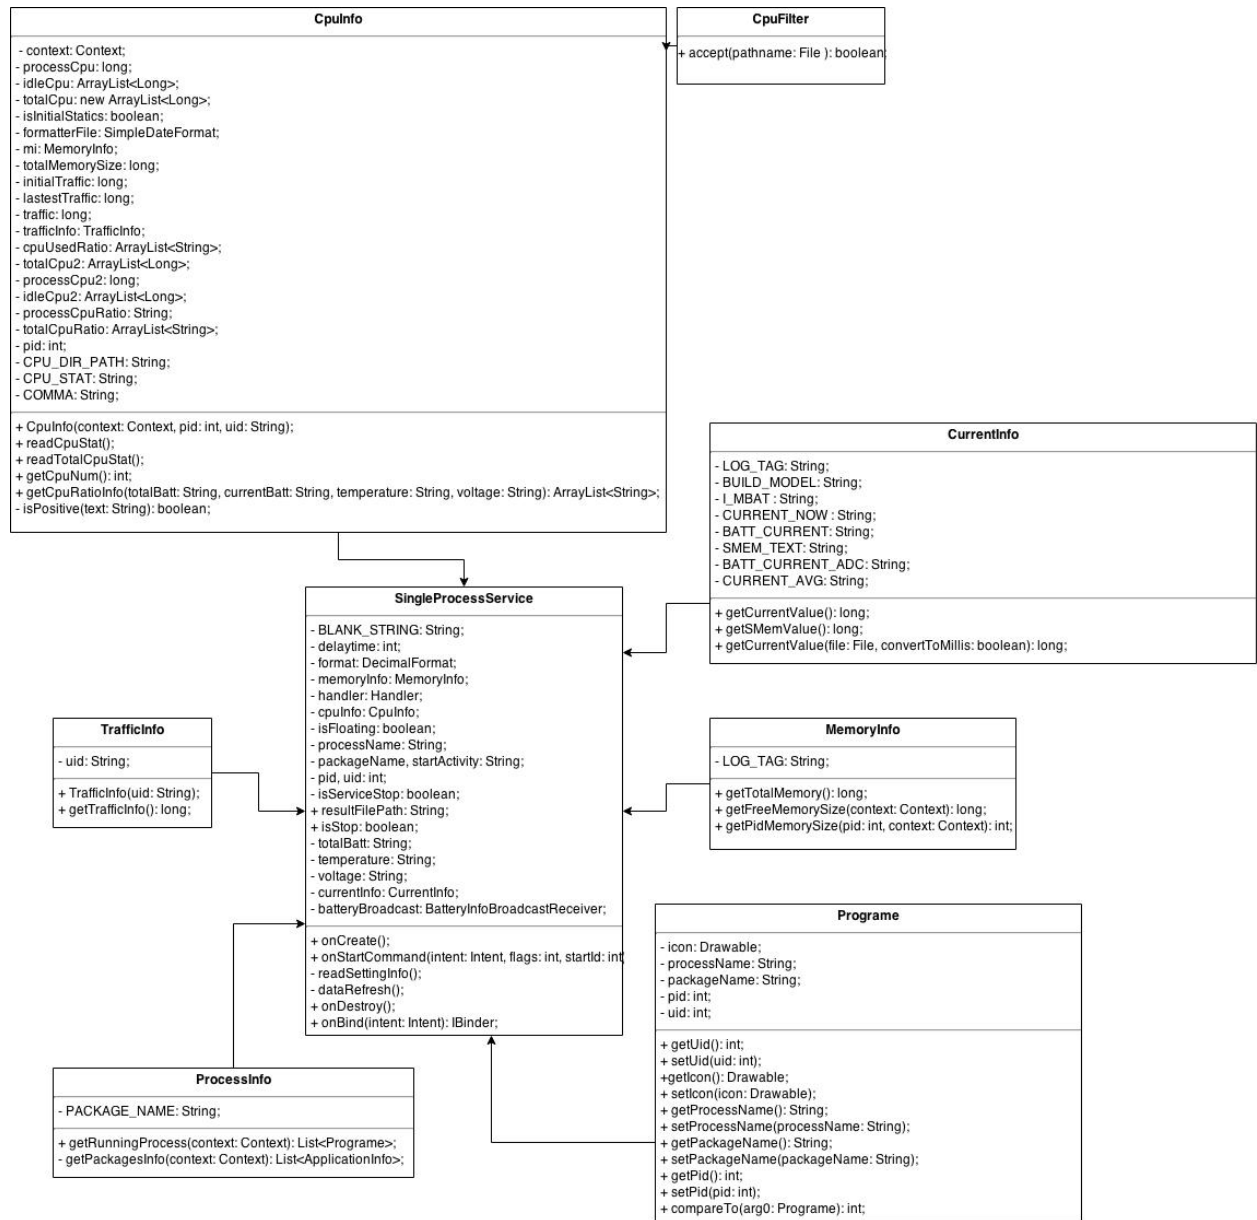 CpuInfo
- context: Context;
- processCpu: long;
- idleCpu: ArrayList<Long>;
- totalCpu: new ArrayList<Long>;
- isInitialStatics: boolean;
- formatterFile: SimpleDateFormat;
- mi: MemoryInfo;
- totalMemorySize: long;
- initialTraffic: long;
- lastestTraffic: long;
- traffic: long;
- trafficInfo: TrafficInfo;
- cpuUsedRatio: ArrayList<String>;
- totalCpu2: ArrayList<Long>;
- processCpu2: long;
- idleCpu2: ArrayList<Long>;
- processCpuRatio: String;
- totalCpuRatio: ArrayList<String>;
- pid: int;
- CPU_DIR_PATH: String;
- CPU_STAT: String;
- COMMA: String;
+ CpuInfo(context: Context, pid: int, uid: String);
+ readCpuStat();
+ readTotalCpuStat();
+ getCpuNum(): int;
+ getCpuRatioInfo(totalBatt: String, currentBatt: String, temperature: String, voltage: String): ArrayList<String>;
- isPositive(text: String): boolean;
CpuFilter
+ accept(pathname: File ): boolean;
CurrentInfo
- LOG_TAG: String;
- BUILD_MODEL: String;
- I_MBAT : String;
- CURRENT_NOW : String;
- BATT_CURRENT: String;
- SMEM_TEXT: String;
- BATT_CURRENT_ADC: String;
- CURRENT_AVG: String;
+ getCurrentValue(): long;
+ getSMemValue(): long;
+ getCurrentValue(file: File, convertToMillis: boolean): long;
SingleProcessService
- BLANK_STRING: String;
- delaytime: int;
- format: DecimalFormat;
- memoryInfo: MemoryInfo;
- handler: Handler;
- cpuInfo: CpuInfo;
- isFloating: boolean;
- processName: String;
- packageName, startActivity: String;
- pid, uid: int;
- isServiceStop: boolean;
+ resultFilePath: String;
+ isStop: boolean;
- totalBatt: String;
- temperature: String;
- voltage: String;
- currentInfo: CurrentInfo;
- batteryBroadcast: BatteryInfoBroadcastReceiver;
+ onCreate();
+ onStartCommand(intent: Intent, flags: int, startId: int)
- readSettingInfo();
- dataRefresh();
+ onDestroy();
+ onBind(intent: Intent): IBinder;
TrafficInfo
- uid: String;
+ TrafficInfo(uid: String);
+ getTrafficInfo(): long;
MemoryInfo
- LOG_TAG: String;
+ getTotalMemory(): long;
+ getFreeMemorySize(context: Context): long;
+ getPidMemorySize(pid: int, context: Context): int;
Programe
- icon: Drawable;
- processName: String;
- packageName: String;
- pid: int;
- uid: int;
+ getUid(): int;
+ setUid(uid: int);
+getIcon(): Drawable;
+ setIcon(icon: Drawable);
+ getProcessName(): String;
+ setProcessName(processName: String);
+ getPackageName(): String;
+ setPackageName(packageName: String);
+ getPid(): int;
+ setPid(pid: int);
+ compareTo(arg0: Programe): int;
ProcessInfo
- PACKAGE_NAME: String;
+ getRunningProcess(context: Context): List<Programe>;
- getPackagesInfo(context: Context): List<ApplicationInfo>;